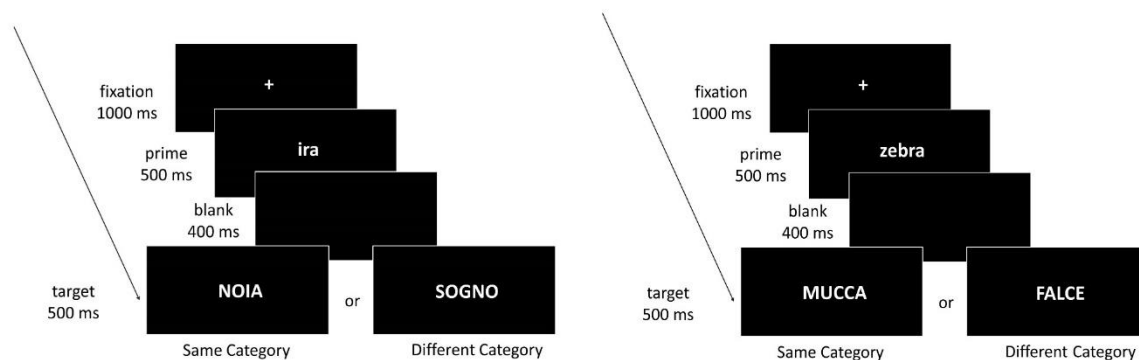 +
fixation
1000 ms
ira
prime
500 ms
blank
400 ms
NOIA
or
SOGNO
target
500 ms
Same Category
Different Category
+
fixation
1000 ms
zebra
prime
500 ms
blank
400 ms
MUCCA
or
FALCE
target
500 ms
Same Category
Different Category